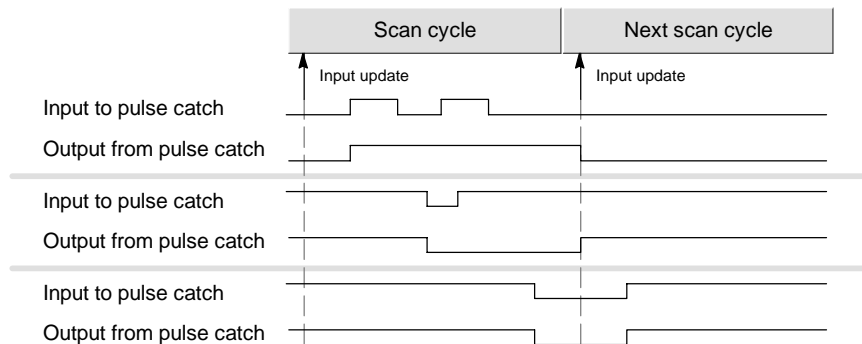 Scan cycle
Next scan cycle
Input update
Input update
Input to pulse catch
Output from pulse catch
Input to pulse catch
Output from pulse catch
Input to pulse catch
Output from pulse catch